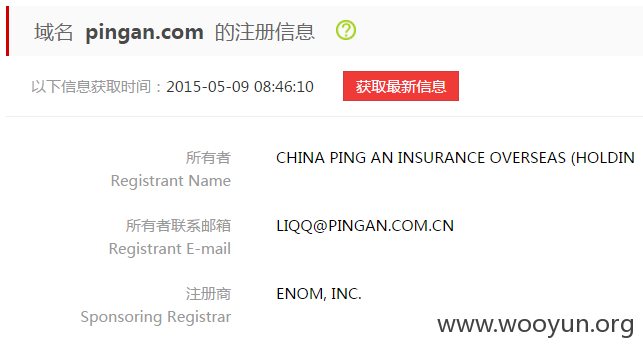 域名 pingan.com 的注册信息 ?
以下信息获取时间：2015-05-09 08:46:10 获取最新信息
所有者 CHINA PING AN INSURANCE OVERSEAS (HOLDIN
Registrant Name
所有者联系邮箱 LIQQ@PINGAN.COM.CN
Registrant E-mail
注册商 ENOM, INC.
Sponsoring Registrar
www.wooyun.org